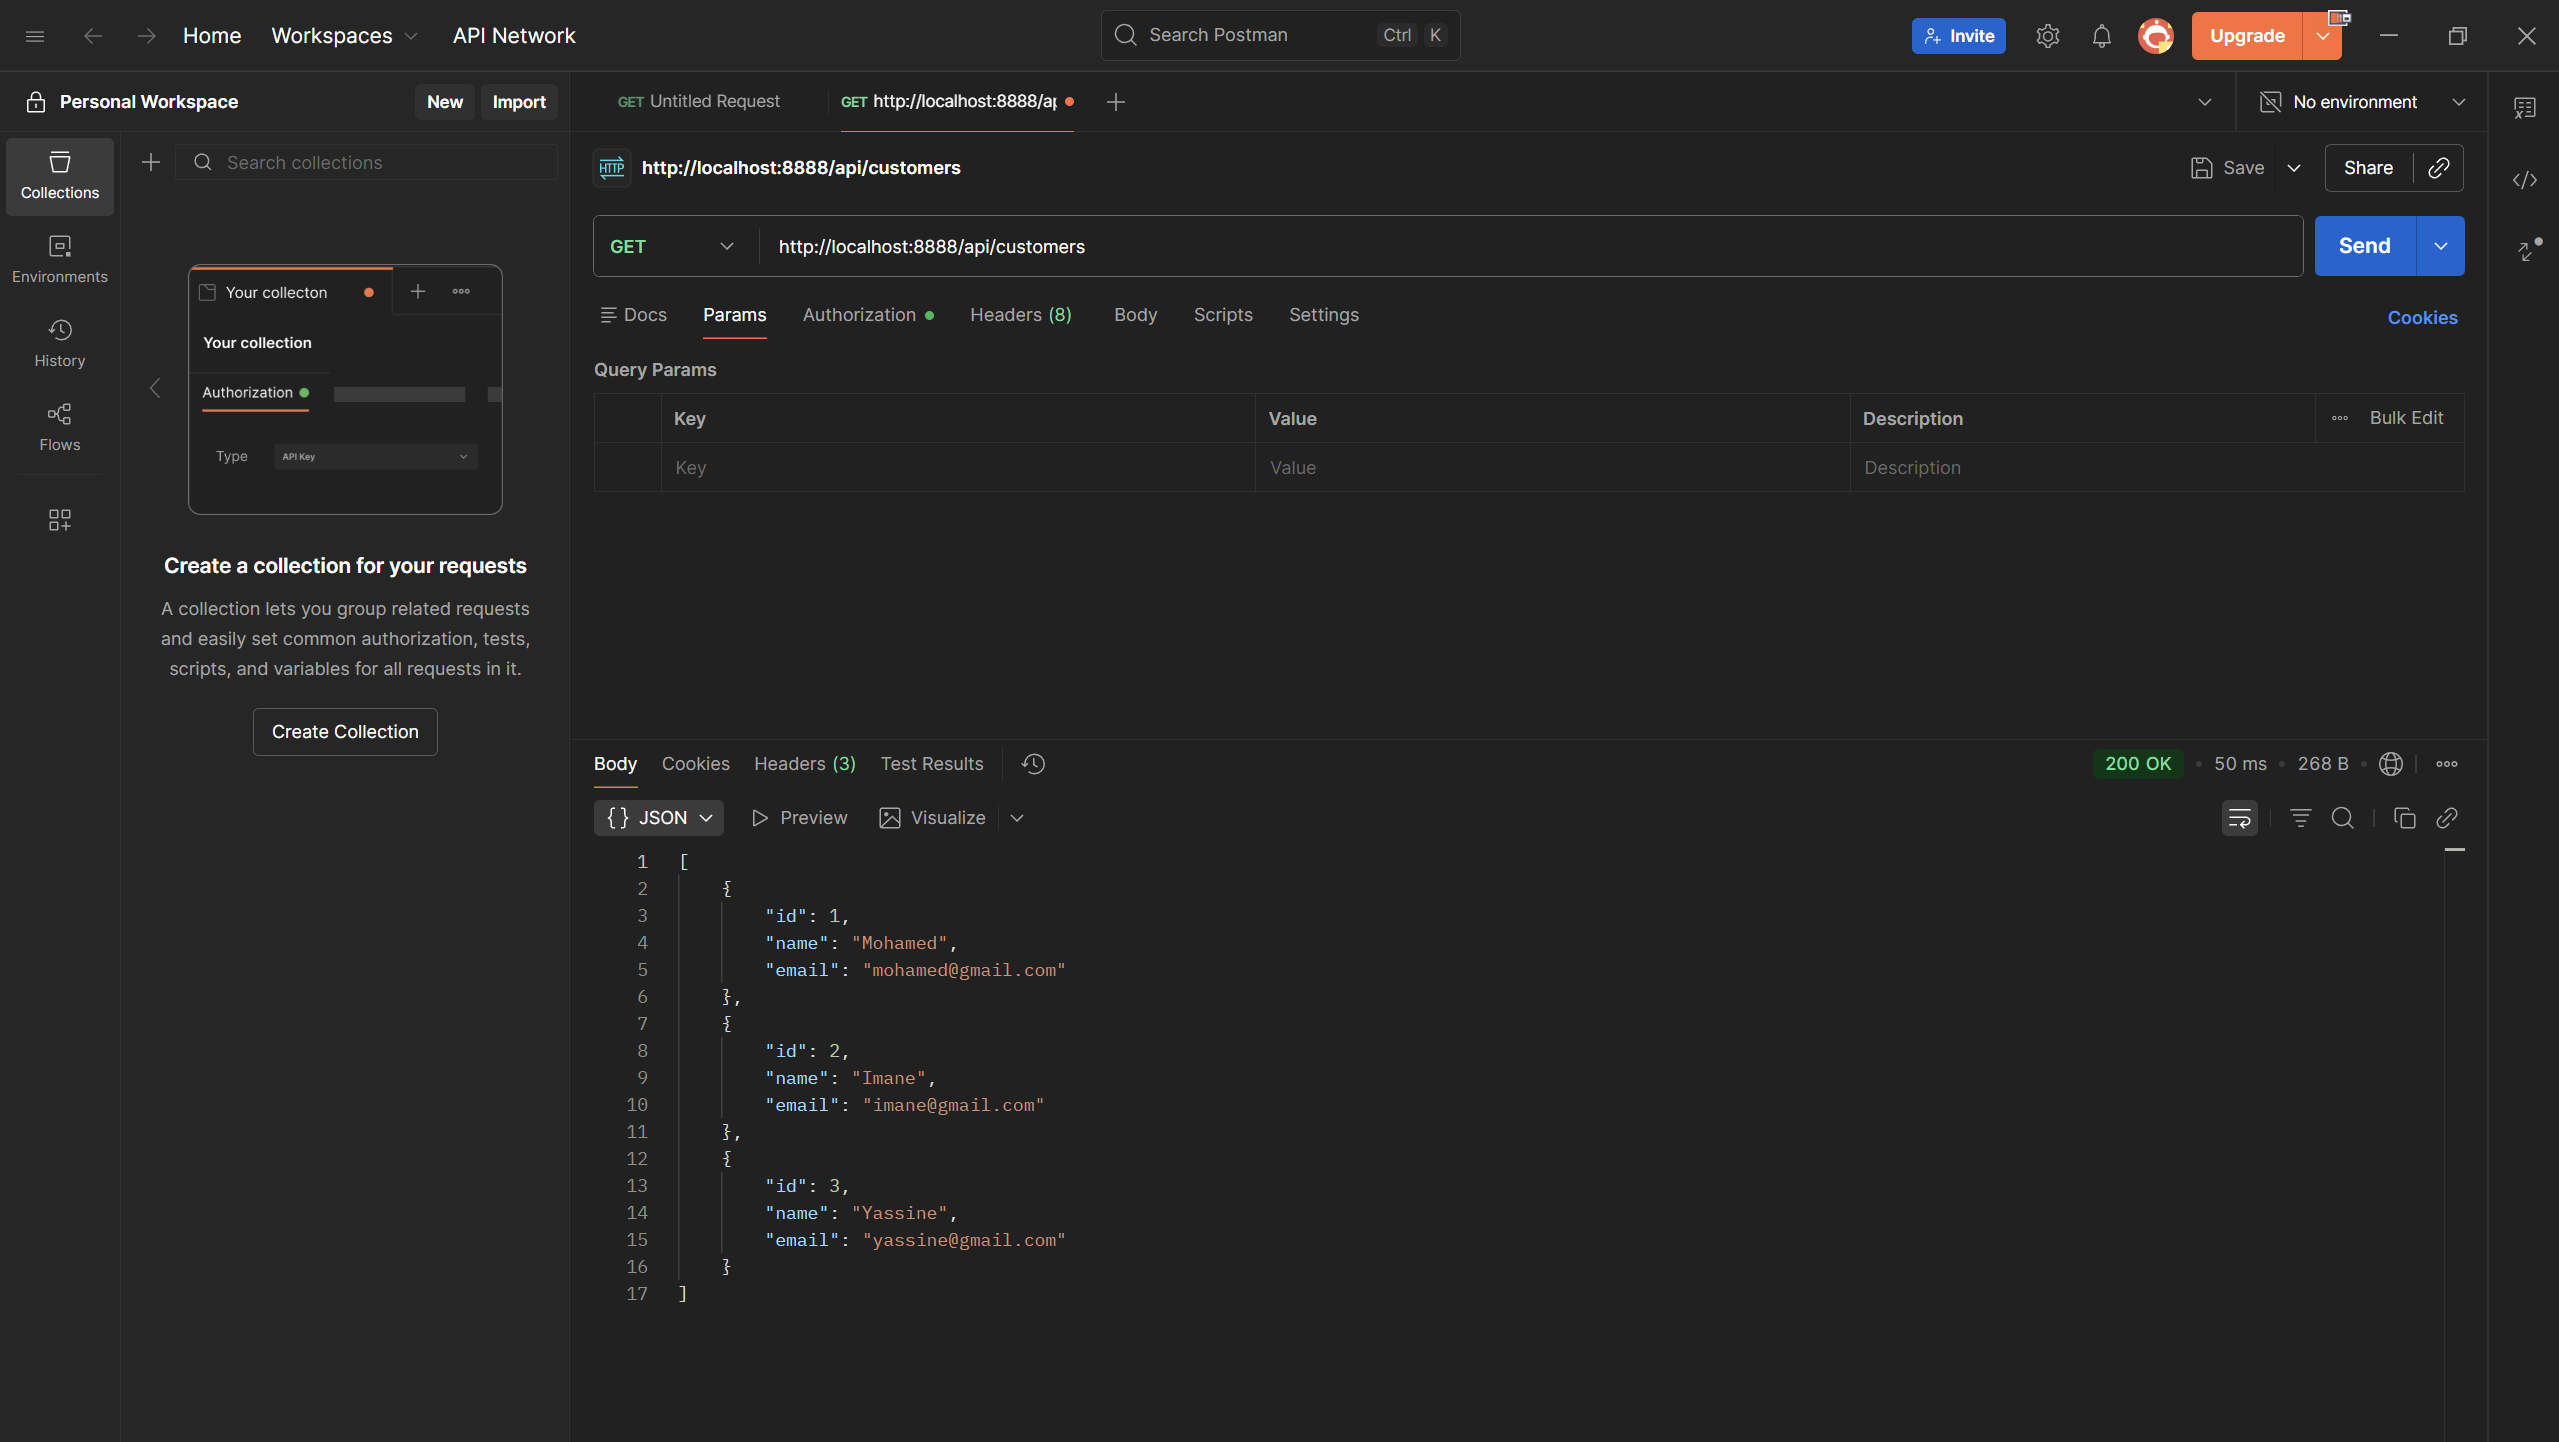 Home Workspaces API Network Search Postman Ctrl K Invite Upgrade
Personal Workspace New Import
GET Untitled Request GET http://localhost:8888/ap No environment
Collections
Environments
History
Flows
Search collections
Your collecton
Your collection
Authorization
Type API Key
Create a collection for your requests
A collection lets you group related requests
and easily set common authorization, tests,
scripts, and variables for all requests in it.
Create Collection
HTTP http://localhost:8888/api/customers Save Share
GET http://localhost:8888/api/customers Send
Docs Params Authorization Headers (8) Body Scripts Settings Cookies
Query Params
Key Value Description Bulk Edit
Key Value Description
Body Cookies Headers (3) Test Results 200 OK • 50 ms • 268 B
{} JSON Preview Visualize
1 [
2 {
3 "id": 1,
4 "name": "Mohamed",
5 "email": "mohamed@gmail.com"
6 },
7 {
8 "id": 2,
9 "name": "Imane",
10 "email": "imane@gmail.com"
11 },
12 {
13 "id": 3,
14 "name": "Yassine",
15 "email": "yassine@gmail.com"
16 }
17 ]